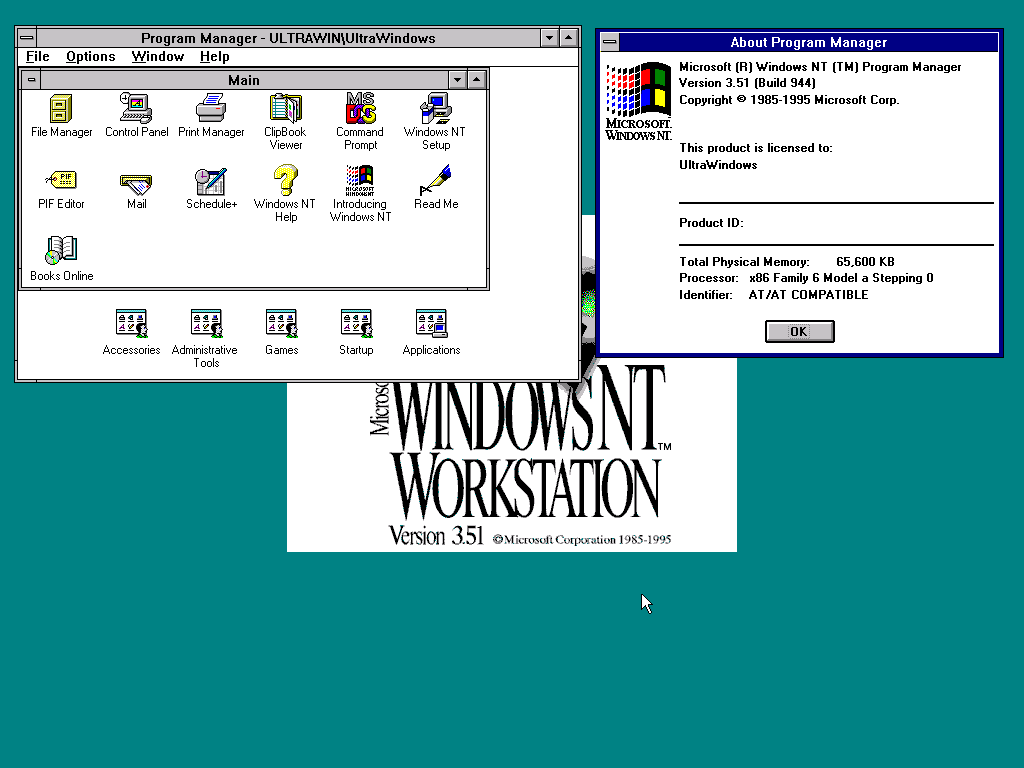 Program Manager - ULTRAWIN\UltraWindows
File Options Window Help
Main
File Manager
Control Panel
Print Manager
ClipBook
Viewer
MS
DOS
Command
Prompt
Windows NT
Setup
PIF
PIF Editor
Mail
Schedule+
Windows NT
Help
MICROSOFT
WINDOWS NT
Introducing
Windows NT
Read Me
Books Online
Accessories
Administrative
Tools
Games
Startup
Applications
About Program Manager
MICROSOFT.
WINDOWS NT.
Microsoft (R) Windows NT (TM) Program Manager
Version 3.51 (Build 944)
Copyright © 1985-1995 Microsoft Corp.
This product is licensed to:
UltraWindows
Product ID:
Total Physical Memory: 65,600 KB
Processor: x86 Family 6 Model a Stepping 0
Identifier: AT/AT COMPATIBLE
OK
WINDOWS NT™
WORKSTATION
Version 3.51 ©Microsoft Corporation 1985-1995